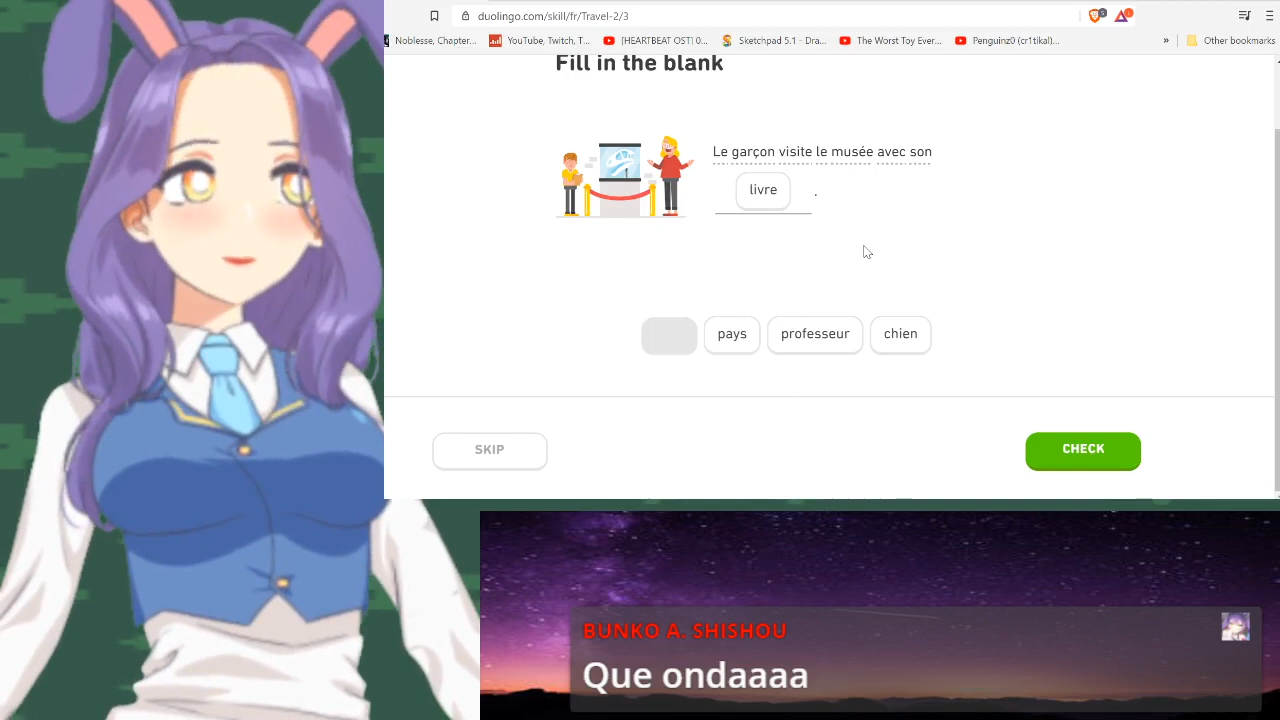 duolingo.com/skill/fr/Travel-2/3
Noblesse, Chapter... YouTube, Twitch, T... [HEARTBEAT OST] 0... Sketchpad 5.1 - Dra... The Worst Toy Ever... Penguinz0 (cr1tikal)... » Other bookmarks
Fill in the blank
Le garçon visite le musée avec son
livre .
pays professeur chien
SKIP CHECK
BUNKO A. SHISHOU
Que ondaaaa